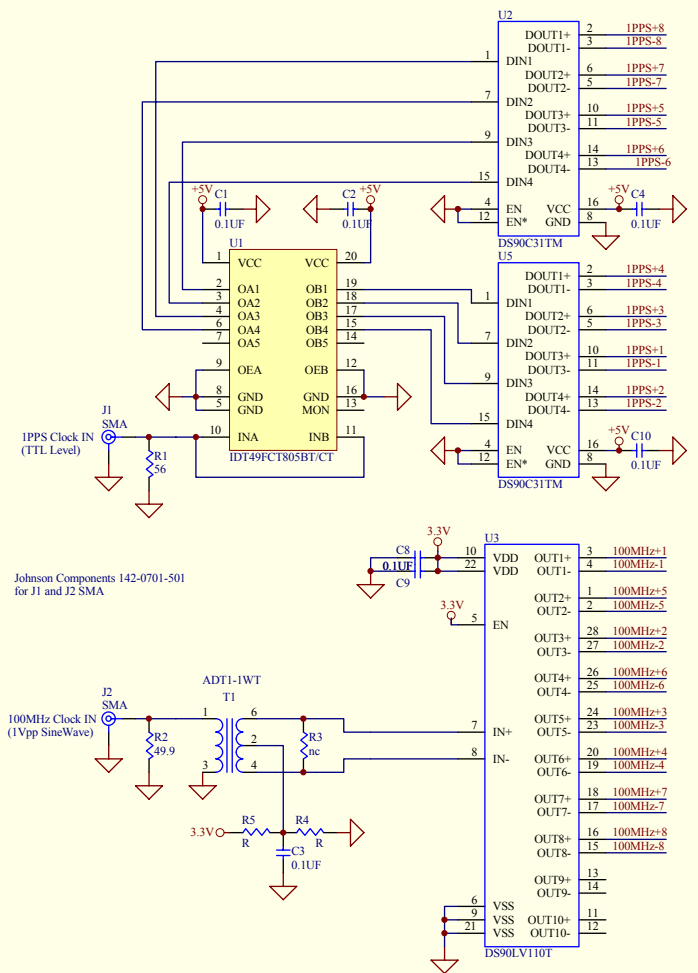 U2
DOUT1+ 2 1PPS+8
DOUT1- 3 1PPS-8
1 DIN1
DOUT2+ 6 1PPS+7
DOUT2- 5 1PPS-7
7 DIN2
DOUT3+ 10 1PPS+5
DOUT3- 11 1PPS-5
9 DIN3
DOUT4+ 14 1PPS+6
DOUT4- 13 1PPS-6
15 DIN4
4 EN VCC 16 +5V C4
12 EN* GND 8 0.1UF
DS90C31TM
+5V C1 C2 +5V
0.1UF 0.1UF
U1
1 VCC VCC 20
2 OA1 OB1 19
3 OA2 OB2 18
4 OA3 OB3 17
6 OA4 OB4 15
7 OA5 OB5 14
9 OEA OEB 12
8 GND GND 16
5 GND MON 13
10 INA INB 11
IDT49FCT805BT/CT
J1
SMA
1PPS Clock IN
(TTL Level)
R1
56
U5
DOUT1+ 2 1PPS+4
DOUT1- 3 1PPS-4
1 DIN1
DOUT2+ 6 1PPS+3
DOUT2- 5 1PPS-3
7 DIN2
DOUT3+ 10 1PPS+1
DOUT3- 11 1PPS-1
9 DIN3
DOUT4+ 14 1PPS+2
DOUT4- 13 1PPS-2
15 DIN4
4 EN VCC 16 +5V C10
12 EN* GND 8 0.1UF
DS90C31TM
Johnson Components 142-0701-501
for J1 and J2 SMA
3.3V
C8
0.1UF
C9
3.3V
U3
10 VDD OUT1+ 3 100MHz+1
22 VDD OUT1- 4 100MHz-1
OUT2+ 1 100MHz+5
OUT2- 2 100MHz-5
5 EN
OUT3+ 28 100MHz+2
OUT3- 27 100MHz-2
OUT4+ 26 100MHz+6
OUT4- 25 100MHz-6
OUT5+ 24 100MHz+3
7 IN+ OUT5- 23 100MHz-3
8 IN- OUT6+ 20 100MHz+4
OUT6- 19 100MHz-4
OUT7+ 18 100MHz+7
OUT7- 17 100MHz-7
OUT8+ 16 100MHz+8
OUT8- 15 100MHz-8
OUT9+ 13
OUT9- 14
6 VSS
9 VSS OUT10+ 11
21 VSS OUT10- 12
DS90LV110T
J2
SMA
100MHz Clock IN
(1Vpp SineWave)
R2
49.9
ADT1-1WT
T1
1 6
2
3 4
R3
nc
3.3V R5 R4
R R
C3
0.1UF